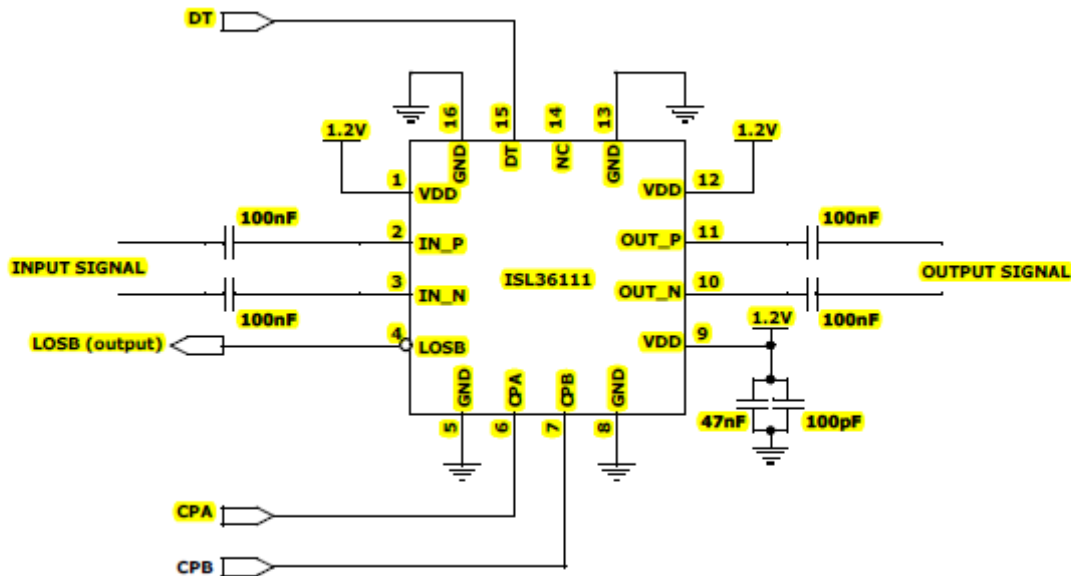 DT
16
15
14
13
1.2V
1.2V
GND
DT
NC
GND
1
VDD
VDD
12
100nF
100nF
2
IN_P
OUT_P
11
INPUT SIGNAL
ISL36111
OUTPUT SIGNAL
3
IN_N
OUT_N
10
100nF
1.2V
100nF
LOSB (output)
4
LOSB
VDD
9
GND
CPA
CPB
GND
47nF
100pF
5
6
7
8
CPA
CPB